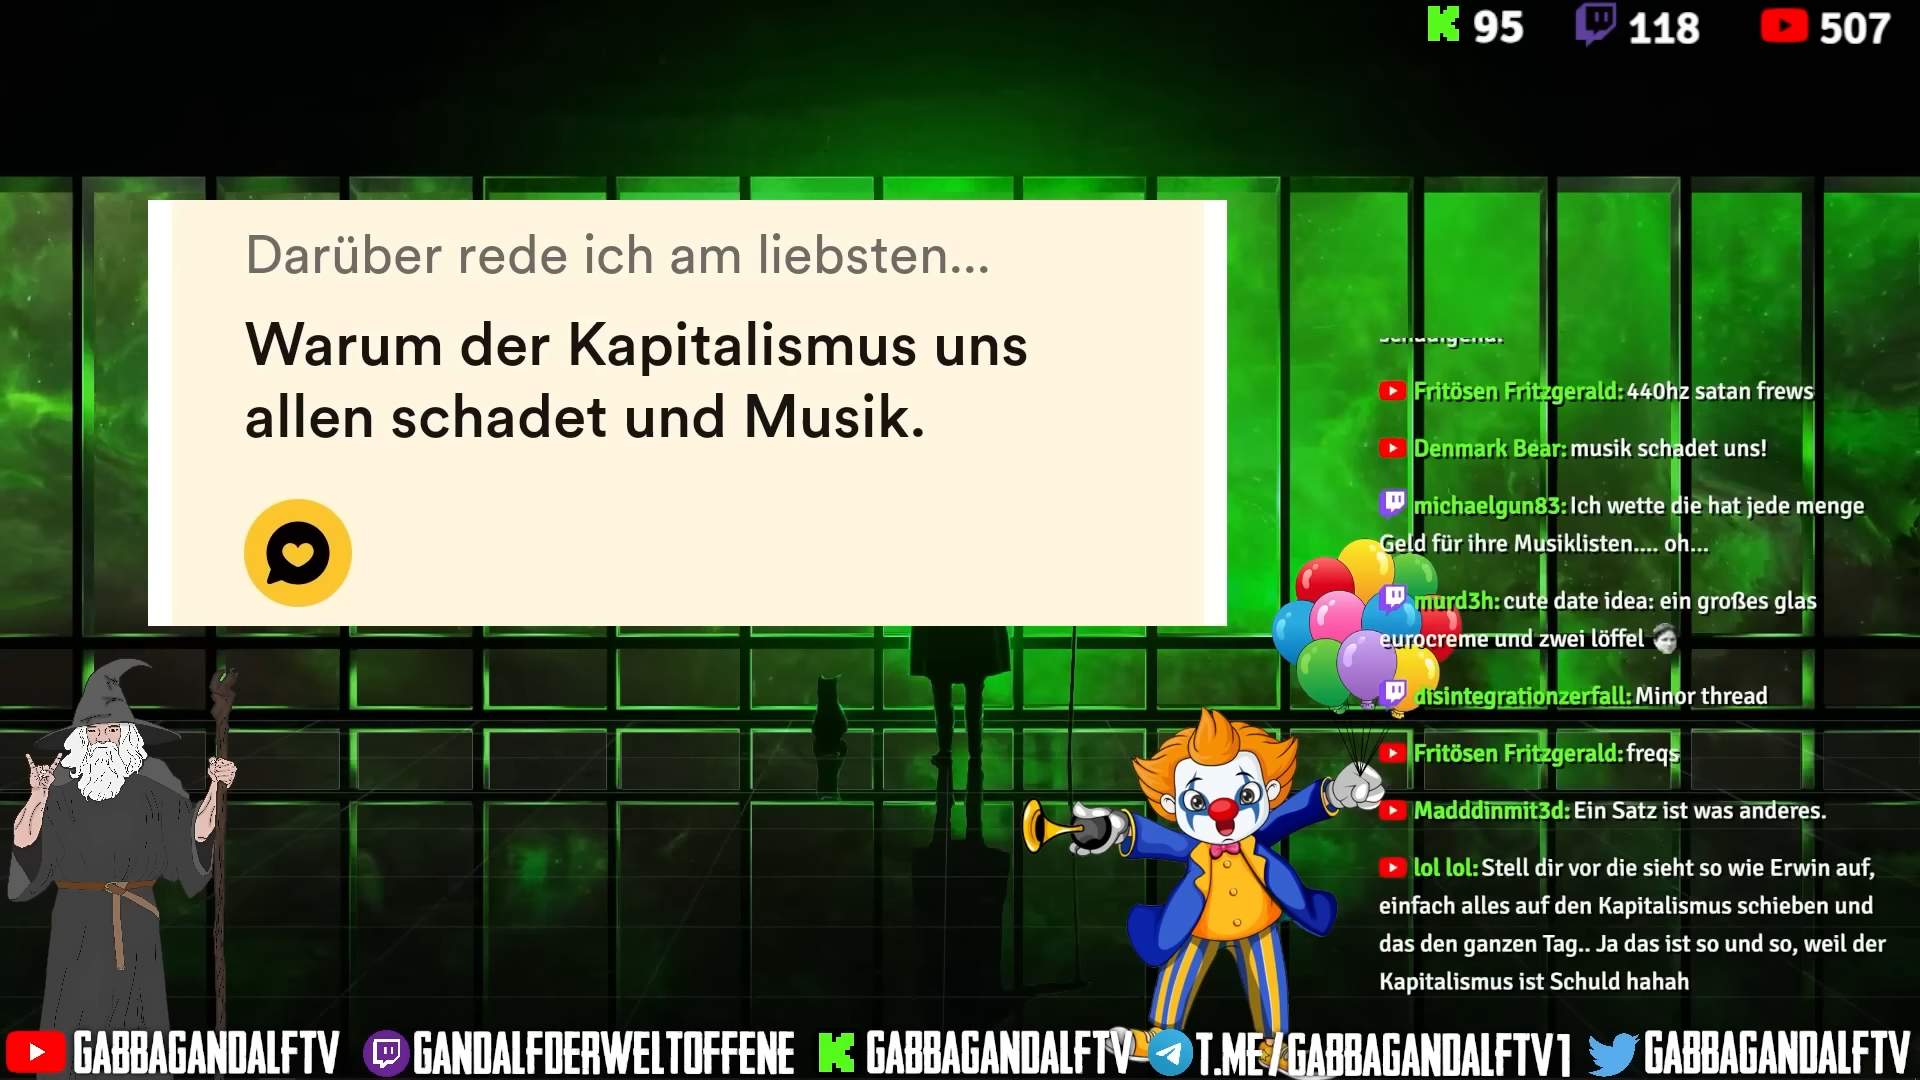 95 118 507
Darüber rede ich am liebsten...
Warum der Kapitalismus uns
allen schadet und Musik.
Fritösen Fritzgerald: 440hz satan frews
Denmark Bear: musik schadet uns!
michaelgun83: Ich wette die hat jede menge
Geld für ihre Musiklisten.... oh...
murd3h: cute date idea: ein großes glas
eurocreme und zwei löffel
disintegrationzerfall: Minor thread
Fritösen Fritzgerald: freqs
Madddinmit3d: Ein Satz ist was anderes.
lol lol: Stell dir vor die sieht so wie Erwin auf,
einfach alles auf den Kapitalismus schieben und
das den ganzen Tag.. Ja das ist so und so, weil der
Kapitalismus ist Schuld hahah
GABBAGANDALFTV GANDALFDERWELTOFFENE GABBAGANDALFTV T.ME/GABBAGANDALFTV1 GABBAGANDALFTV